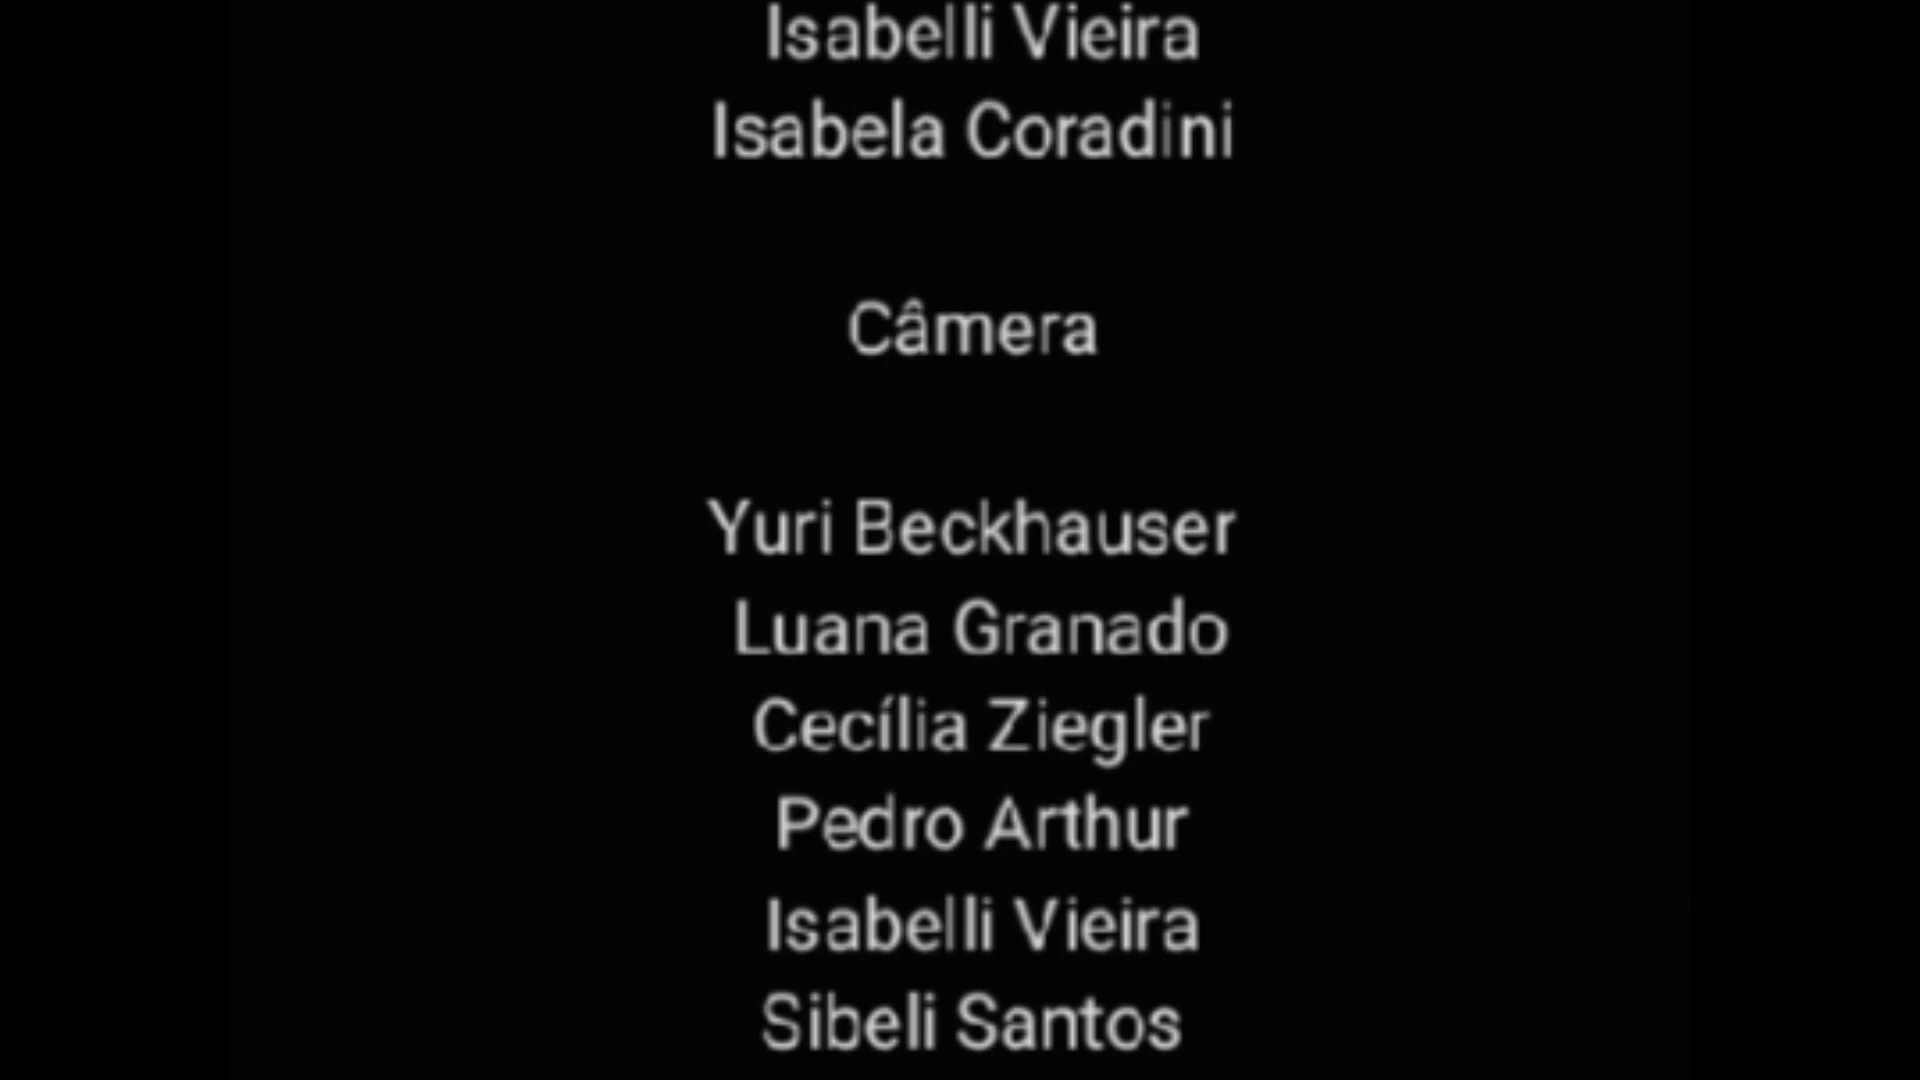 Isabelli Vieira
Isabela Coradini
Câmera
Yuri Beckhauser
Luana Granado
Cecília Ziegler
Pedro Arthur
Isabelli Vieira
Sibeli Santos